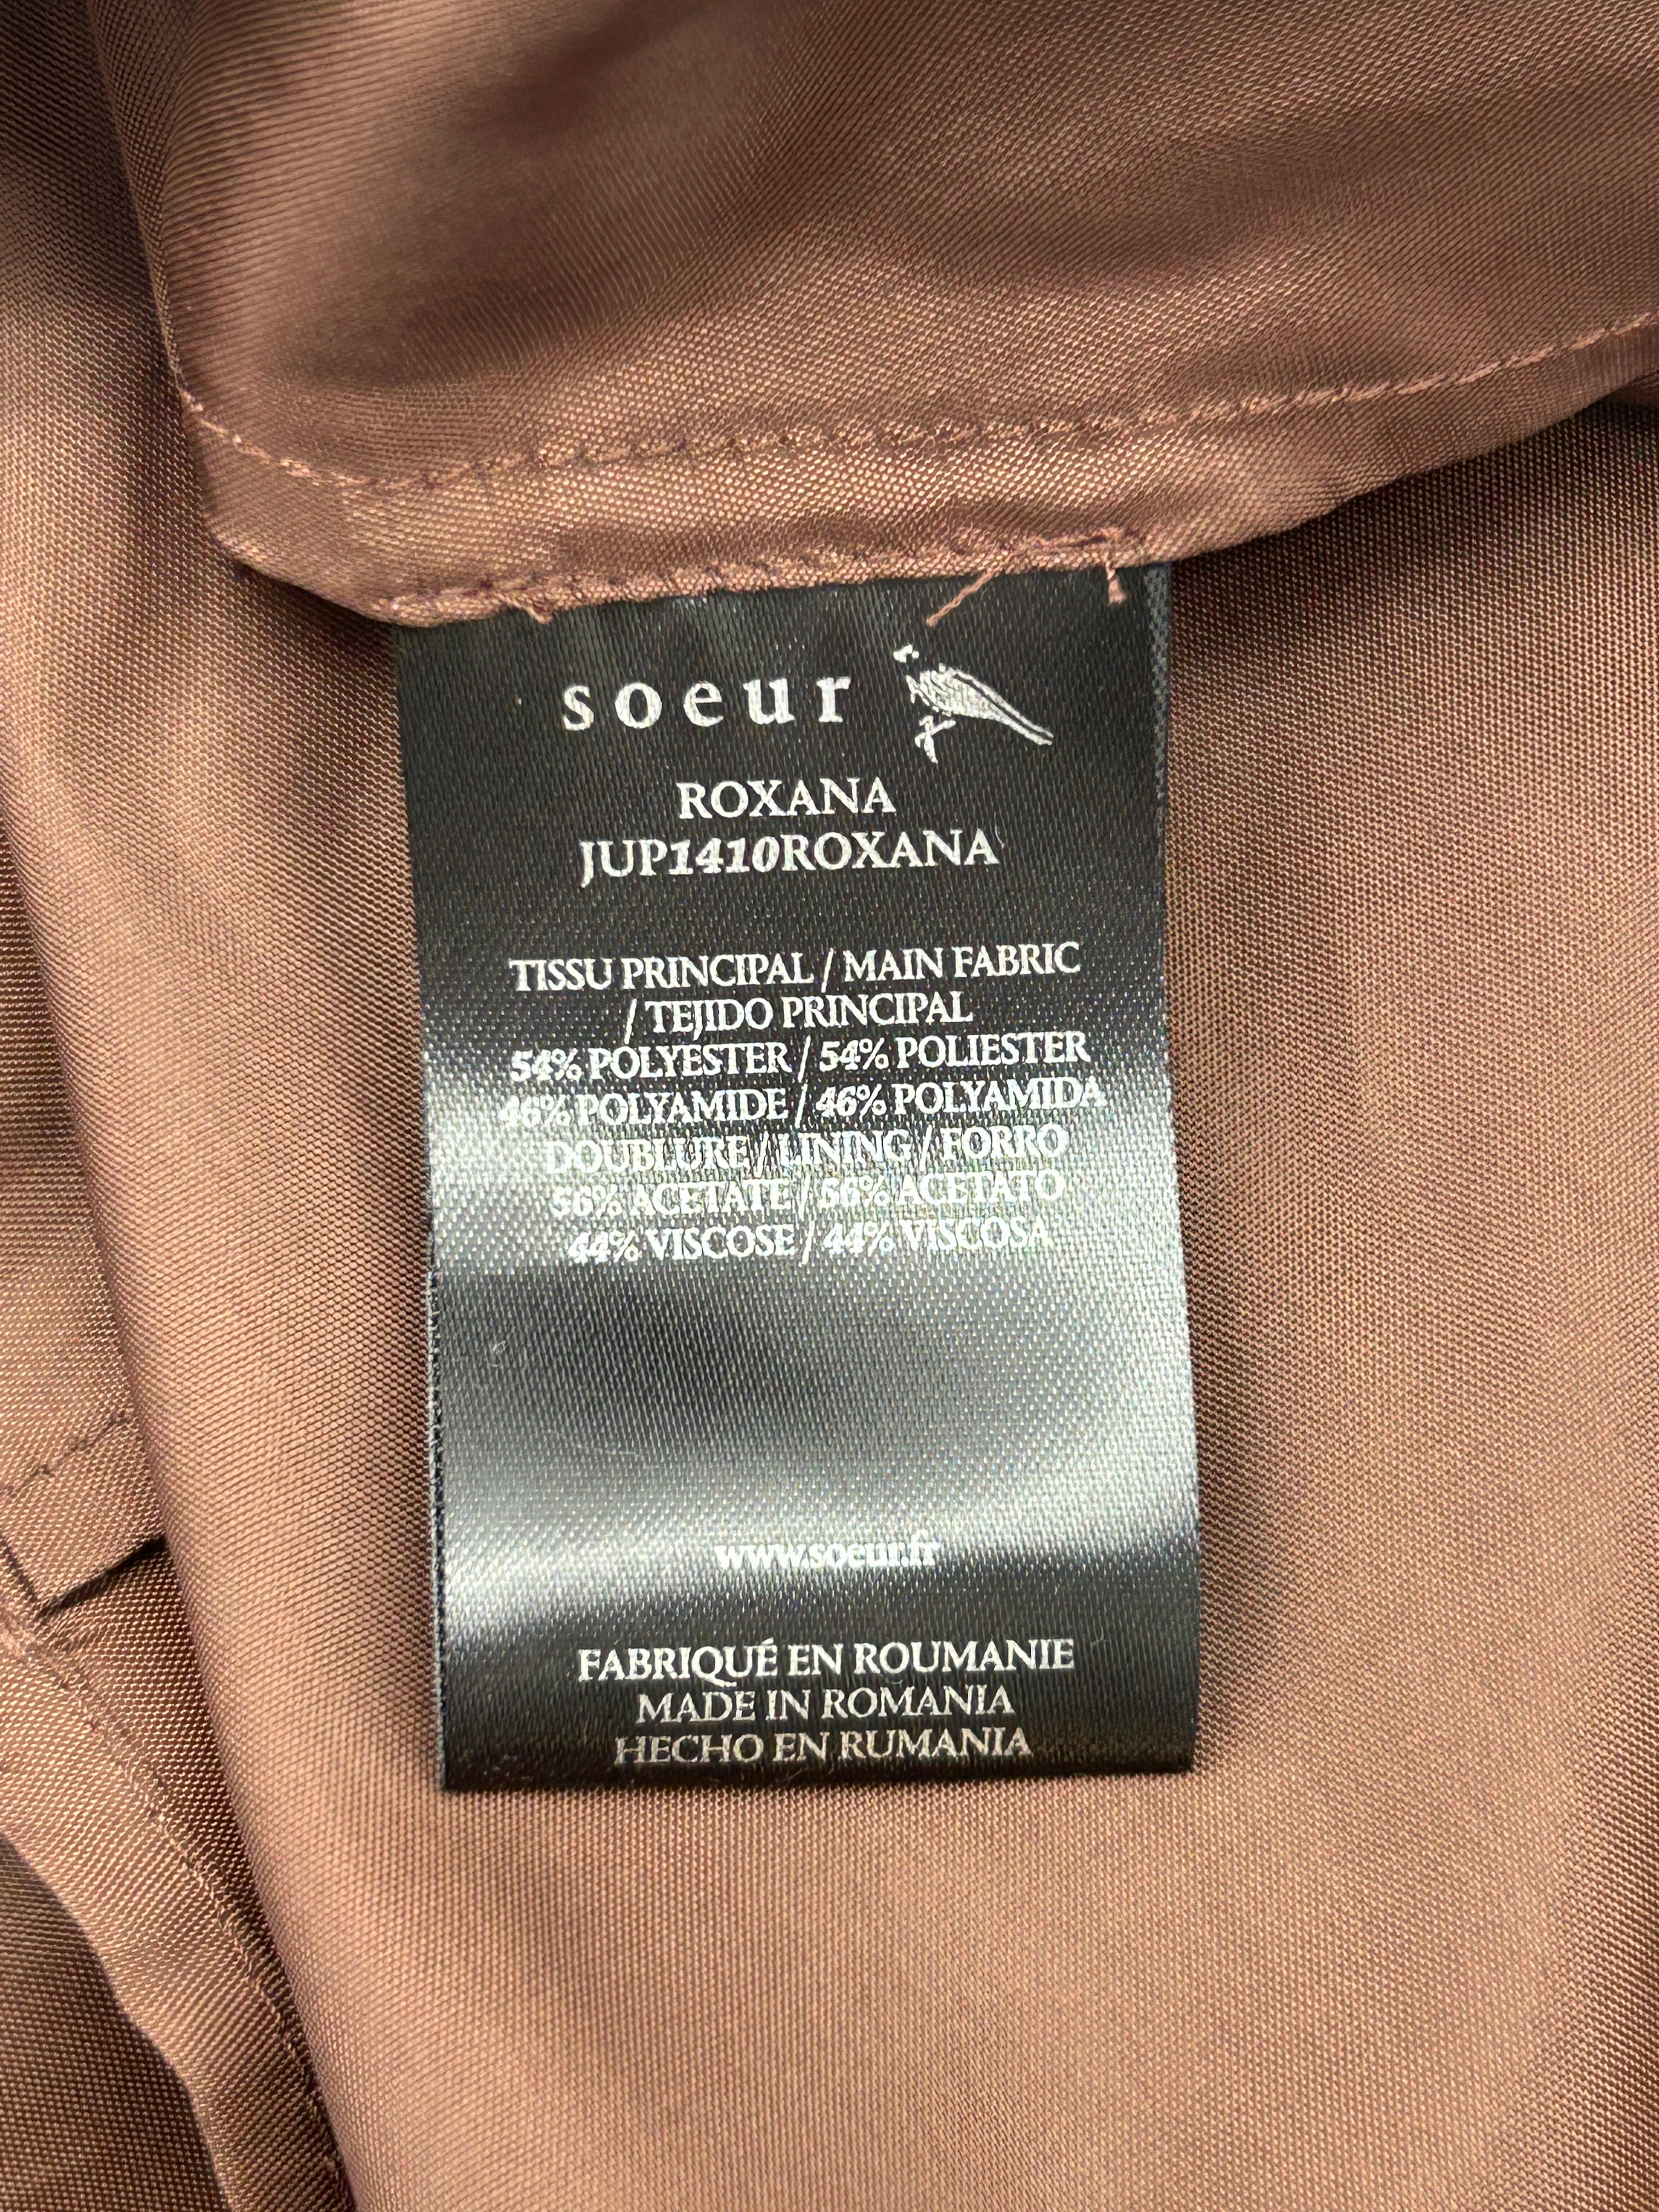 soeur
ROXANA
JUP1410ROXANA
TISSU PRINCIPAL / MAIN FABRIC
/ TEJIDO PRINCIPAL
54% POLYESTER / 54% POLIESTER
46% POLYAMIDE / 46% POLYAMIDA
DOUBLURE / LINING / FORRO
56% ACETATE / 56% ACETATO
44% VISCOSE / 44% VISCOSA
www.soeur.fr
FABRIQUÉ EN ROUMANIE
MADE IN ROMANIA
HECHO EN RUMANIA